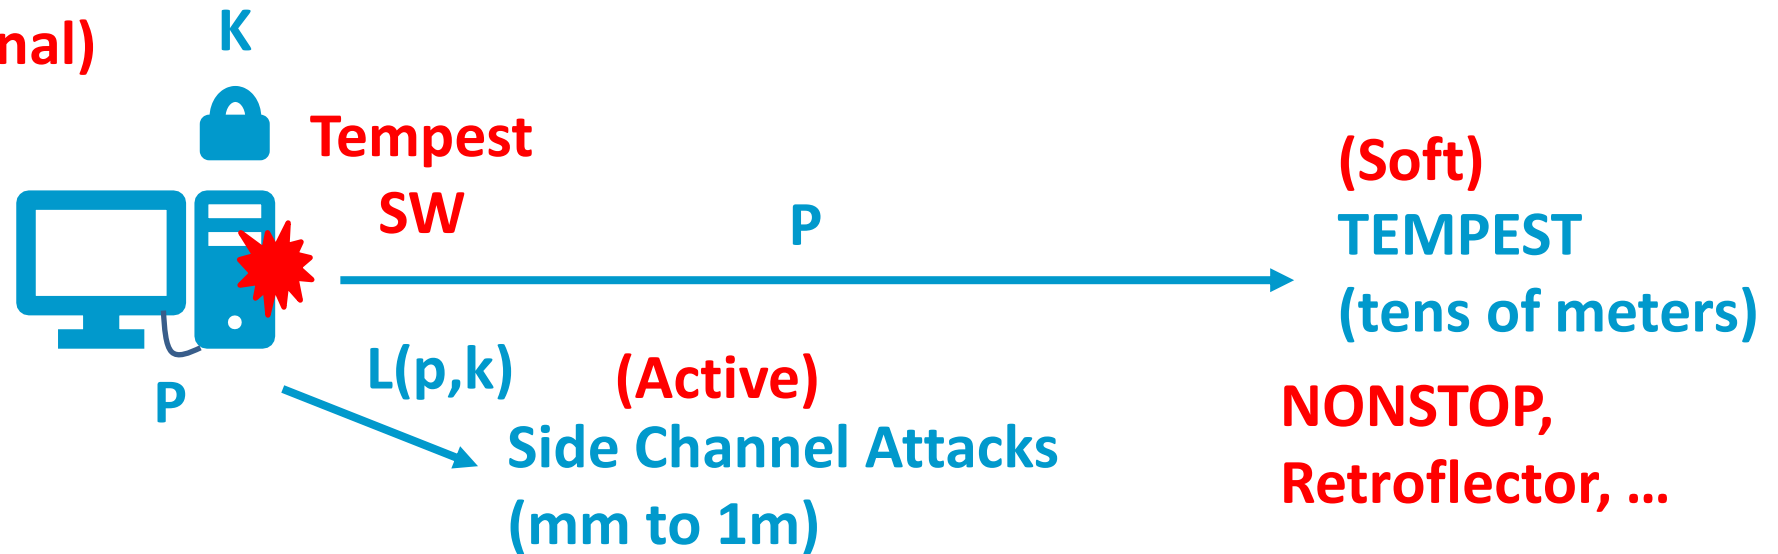 nal)
K
Tempest
SW
P
(Soft)
TEMPEST
(tens of meters)
P
L(p,k)
(Active)
Side Channel Attacks
(mm to 1m)
NONSTOP,
Retroflector, ...